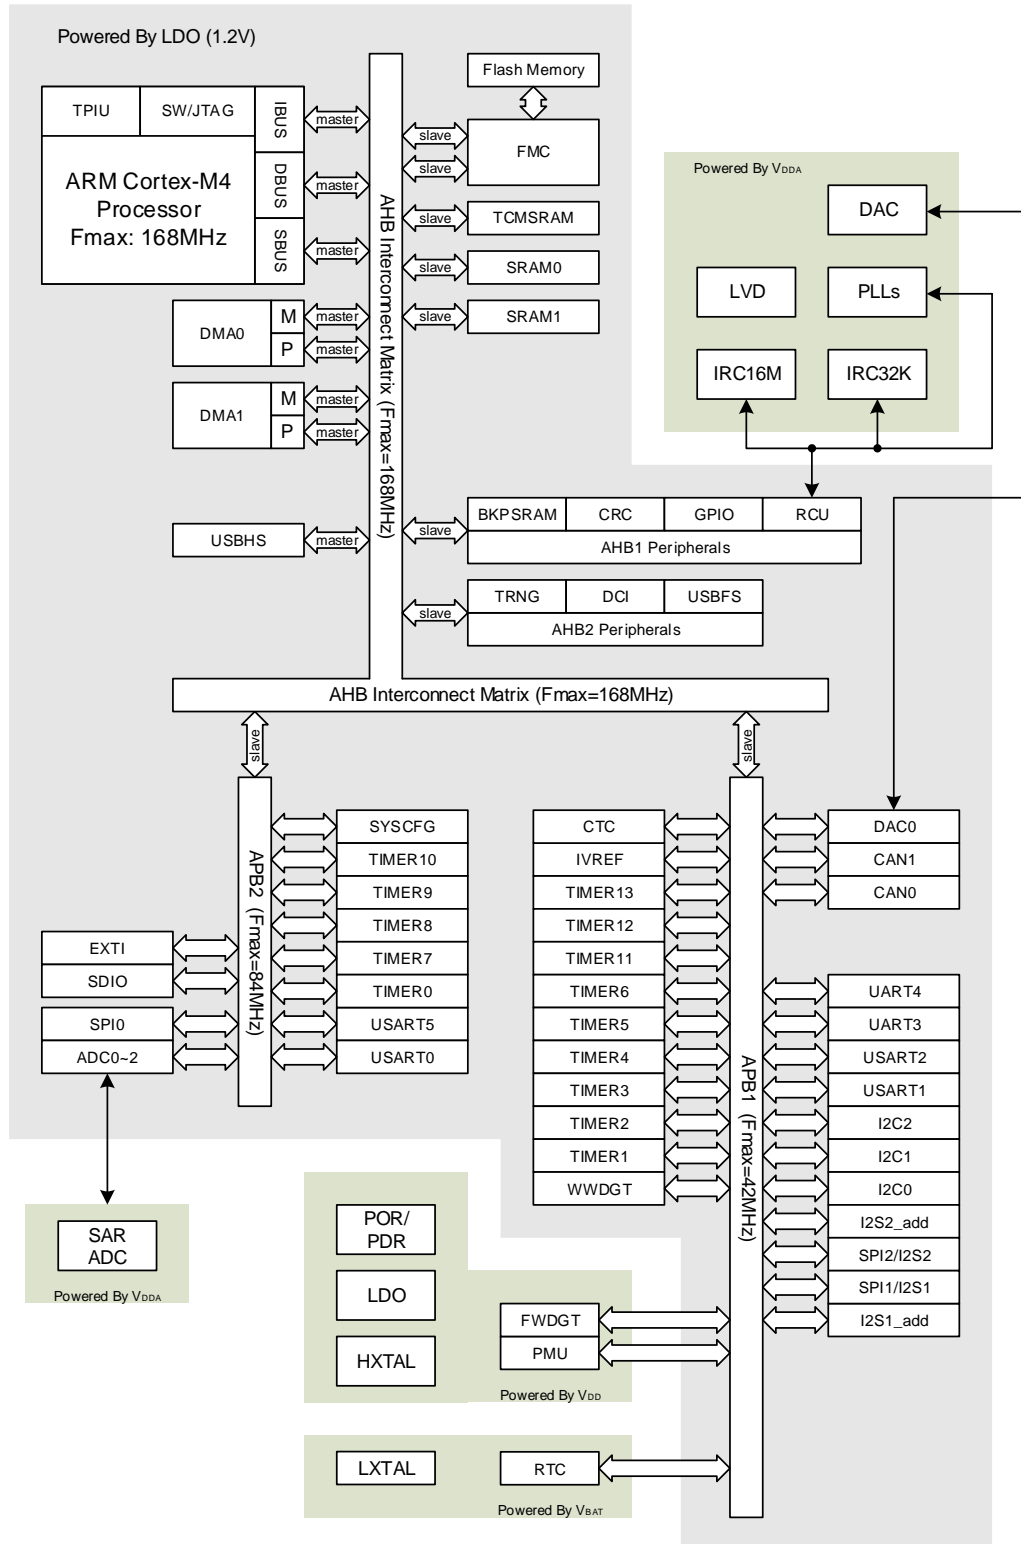 Powered By LDO (1.2V)
TPIU
SW/JTAG
IBUS
DBUS
SBUS
ARM Cortex-M4
Processor
Fmax: 168MHz
master
master
master
DMA0
M
P
master
master
DMA1
M
P
master
master
USBHS
master
AHB Interconnect Matrix (Fmax=168MHz)
Flash Memory
FMC
slave
slave
slave
TCMSRAM
slave
SRAM0
slave
SRAM1
Powered By VDDA
DAC
LVD
PLLs
IRC16M
IRC32K
slave
BKPSRAM
CRC
GPIO
RCU
AHB1 Peripherals
slave
TRNG
DCI
USBFS
AHB2 Peripherals
AHB Interconnect Matrix (Fmax=168MHz)
slave
slave
APB2 (Fmax=84MHz)
SYSCFG
TIMER10
TIMER9
TIMER8
TIMER7
TIMER0
USART5
USART0
EXTI
SDIO
SPI0
ADC0~2
SAR
ADC
Powered By VDDA
CTC
IVREF
TIMER13
TIMER12
TIMER11
TIMER6
TIMER5
TIMER4
TIMER3
TIMER2
TIMER1
WWDGT
APB1 (Fmax=42MHz)
DAC0
CAN1
CAN0
UART4
UART3
USART2
USART1
I2C2
I2C1
I2C0
I2S2_add
SPI2/I2S2
SPI1/I2S1
I2S1_add
POR/
PDR
LDO
HXTAL
FWDGT
PMU
Powered By VDD
LXTAL
RTC
Powered By VBAT